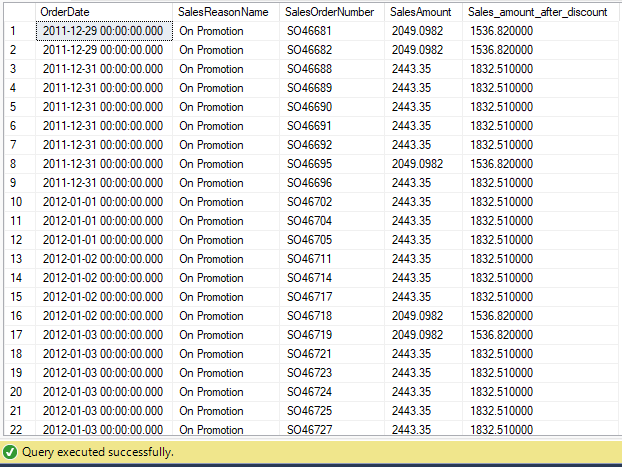 OrderDate SalesReasonName SalesOrderNumber SalesAmount Sales_amount_after_discount
1 2011-12-29 00:00:00.000 On Promotion SO46681 2049.0982 1536.820000
2 2011-12-29 00:00:00.000 On Promotion SO46682 2049.0982 1536.820000
3 2011-12-31 00:00:00.000 On Promotion SO46688 2443.35 1832.510000
4 2011-12-31 00:00:00.000 On Promotion SO46689 2443.35 1832.510000
5 2011-12-31 00:00:00.000 On Promotion SO46690 2443.35 1832.510000
6 2011-12-31 00:00:00.000 On Promotion SO46691 2443.35 1832.510000
7 2011-12-31 00:00:00.000 On Promotion SO46692 2443.35 1832.510000
8 2011-12-31 00:00:00.000 On Promotion SO46695 2049.0982 1536.820000
9 2011-12-31 00:00:00.000 On Promotion SO46696 2443.35 1832.510000
10 2012-01-01 00:00:00.000 On Promotion SO46702 2443.35 1832.510000
11 2012-01-01 00:00:00.000 On Promotion SO46704 2443.35 1832.510000
12 2012-01-01 00:00:00.000 On Promotion SO46705 2443.35 1832.510000
13 2012-01-02 00:00:00.000 On Promotion SO46711 2443.35 1832.510000
14 2012-01-02 00:00:00.000 On Promotion SO46714 2443.35 1832.510000
15 2012-01-02 00:00:00.000 On Promotion SO46717 2443.35 1832.510000
16 2012-01-02 00:00:00.000 On Promotion SO46718 2049.0982 1536.820000
17 2012-01-03 00:00:00.000 On Promotion SO46719 2049.0982 1536.820000
18 2012-01-03 00:00:00.000 On Promotion SO46721 2443.35 1832.510000
19 2012-01-03 00:00:00.000 On Promotion SO46723 2443.35 1832.510000
20 2012-01-03 00:00:00.000 On Promotion SO46724 2443.35 1832.510000
21 2012-01-03 00:00:00.000 On Promotion SO46725 2443.35 1832.510000
22 2012-01-03 00:00:00.000 On Promotion SO46727 2443.35 1832.510000
Query executed successfully.